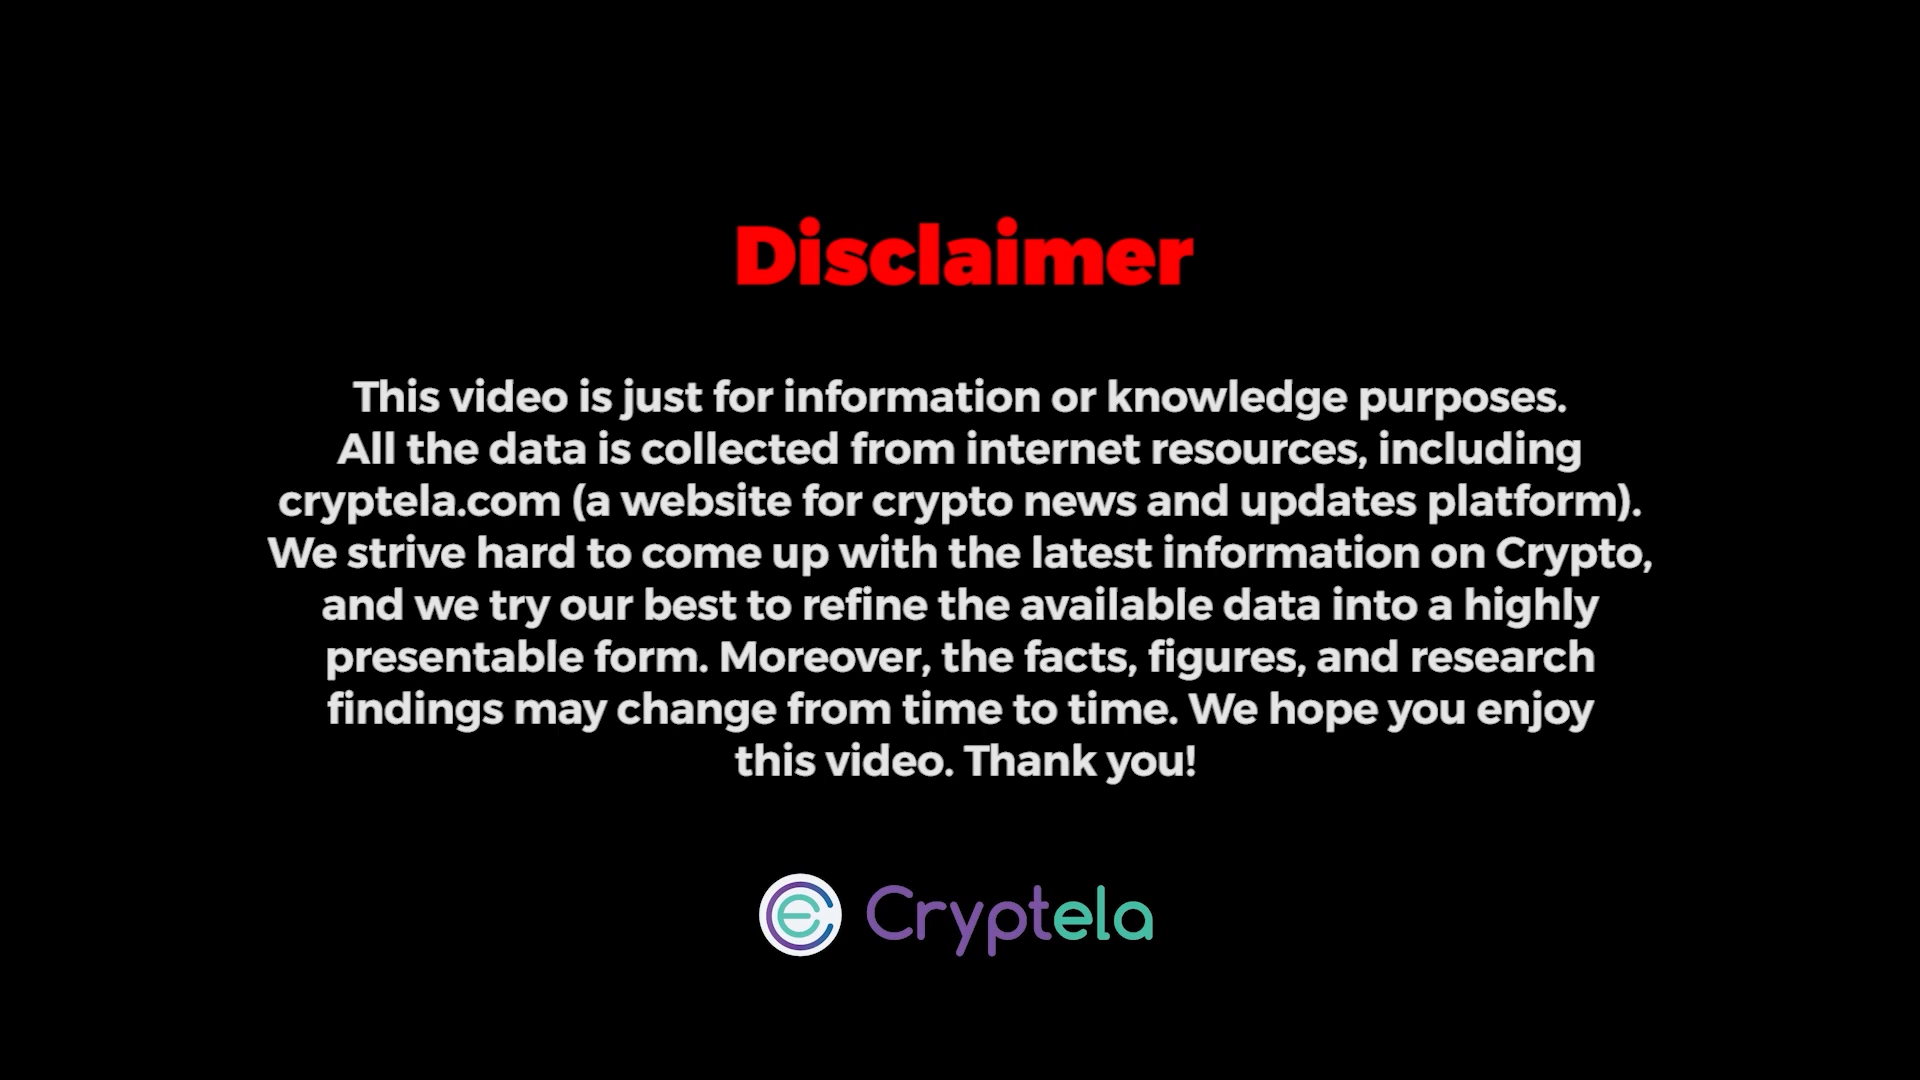 Disclaimer
This video is just for information or knowledge purposes.
All the data is collected from internet resources, including
cryptela.com (a website for crypto news and updates platform).
We strive hard to come up with the latest information on Crypto,
and we try our best to refine the available data into a highly
presentable form. Moreover, the facts, figures, and research
findings may change from time to time. We hope you enjoy
this video. Thank you!
Cryptela